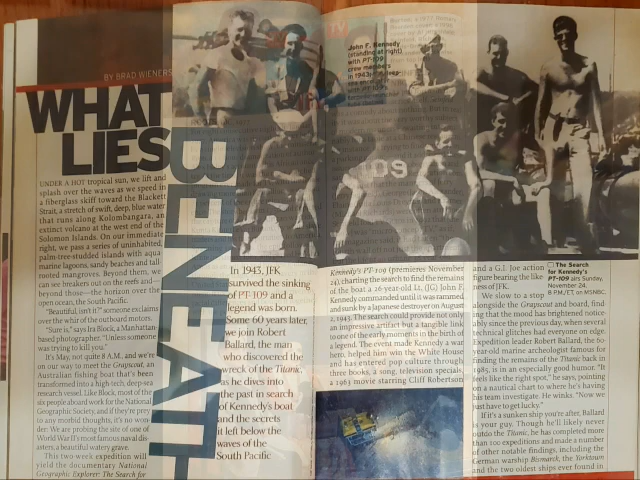 BY BRAD WIENERS
WHAT
LIES
BENEATH
UNDER A HOT tropical sun, we lift and
splash over the waves as we speed in
a fiberglass skiff toward the Blackett
Strait, a stretch of swift, deep, blue water
that runs along Kolombangara, an
extinct volcano at the west end of the
Solomon Islands. On our immediate
right, we pass a series of uninhabited,
palm-tree-studded islands with aqua
marine lagoons, sandy beaches and tall
rooted mangroves. Beyond them, we
can see breakers out on the reefs—and
beyond those—the horizon over the
open ocean, the South Pacific.
"Beautiful, isn't it?" someone exclaims
over the whir of the outboard motors.
"Sure is," says Ira Block, a Manhattan-
based photographer. "Unless someone
was trying to kill you."
It's May, not quite 8 A.M., and we're
on our way to meet the Grayscout, an
Australian fishing boat that's been
transformed into a high-tech, deep-sea
research vessel. Like Block, most of the
six people aboard work for the National
Geographic Society, and if they're prey
to any morbid thoughts, it's no won-
der: We are probing the site of one of
World War II's most famous naval dis-
asters, a beautiful watery grave.
This two-week expedition will
yield the documentary National
Geographic Explorer: The Search for
In 1943, JFK
survived the sinking
of PT-109 and a
legend was born.
Some 60 years later,
we join Robert
Ballard, the man
who discovered the
wreck of the Titanic,
as he dives into
the past in search
of Kennedy's boat
and the secrets
it left below the
waves of the
South Pacific
John F. Kennedy
(standing at right)
with PT-109
crew members
in 1943
09
Kennedy's PT-109 (premieres November
24), charting the search to find the remains
of the boat a 26-year-old Lt. (JG) John F.
Kennedy commanded until it was rammed
and sunk by a Japanese destroyer on August
2, 1943. The search could provide not only
an important artifact but a tangible link
to one of the early moments in the birth of
a legend. The event made Kennedy a war
hero, helped him win the White House
and has entered pop culture through
three books, a song, television specials,
a 1963 movie starring Cliff Robertson
and a G.I. Joe action
figure bearing the like
ness of JFK.
We slow to a stop
alongside the Grayscout and board, find
ing that the mood has brightened notice-
ably since the previous day, when several
technical glitches had everyone on edge.
Expedition leader Robert Ballard, the
year-old marine archeologist famous for
finding the remains of the Titanic back in
1985, is in an especially good humor. "It
feels like the right spot," he says, pointing
on a nautical chart to where he's having
his team investigate. He winks. "Now we
just have to get lucky."
If it's a sunken ship you're after, Ballard
is your guy. Though he'll likely never
outdo the Titanic, he has completed more
than 100 expeditions and made a number
of other notable findings, including the
German warship Bismarck, the Yorktown
and the two oldest ships ever found in
The Search
for Kennedy's
PT-109 airs Sunday,
November 24,
8 P.M./ET, on MSNBC.